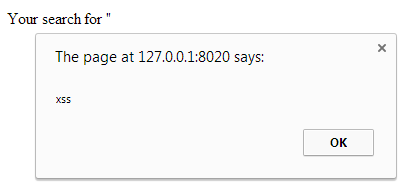 Your search for "
The page at 127.0.0.1:8020 says:
xss
OK